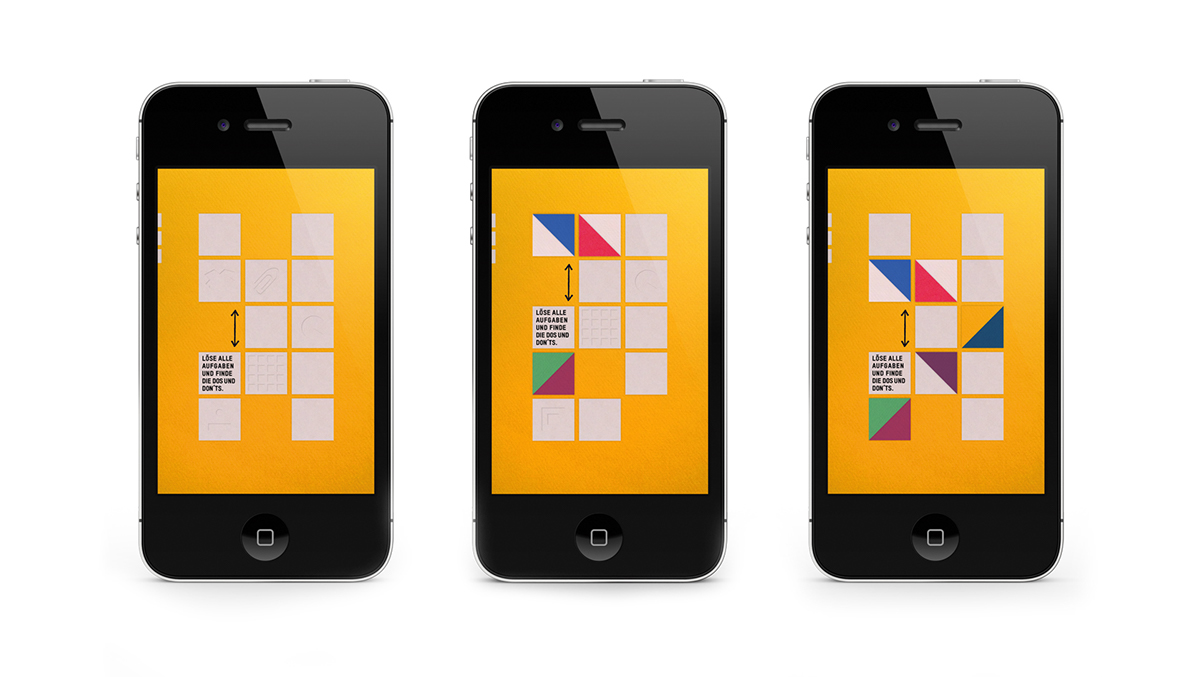 LÖSE ALLE
AUFGABEN
UND FINDE
DIE DOS UND
DON'TS.
LÖSE ALLE
AUFGABEN
UND FINDE
DIE DOS UND
DON'TS.
LÖSE ALLE
AUFGABEN
UND FINDE
DIE DOS UND
DON'TS.